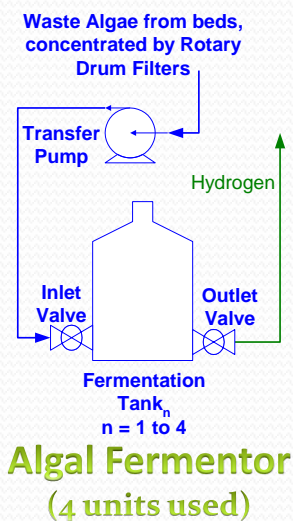 Waste Algae from beds,
concentrated by Rotary
Drum Filters
Transfer
Pump
Hydrogen
Inlet
Valve
Outlet
Valve
Fermentation
Tankn
n = 1 to 4
Algal Fermentor
(4 units used)